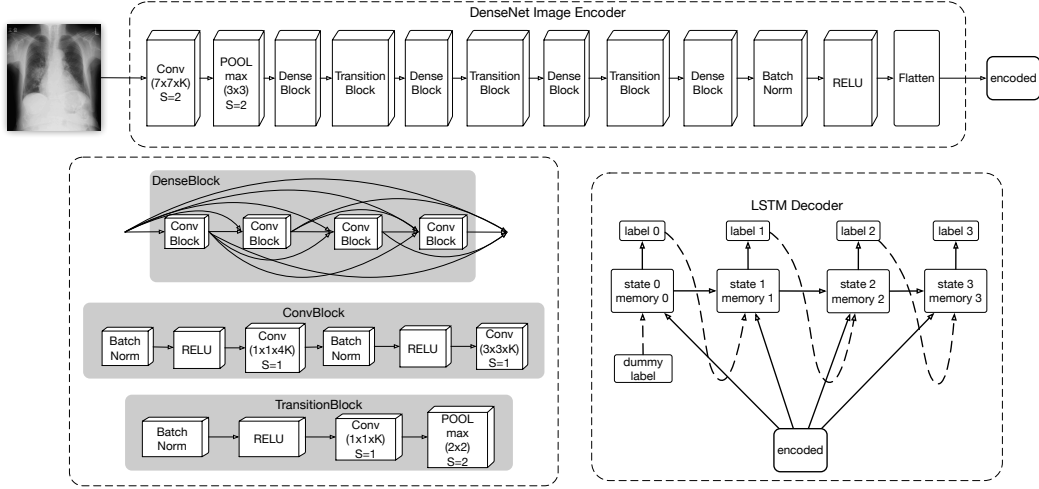 DenseNet Image Encoder
Conv
(7x7xK)
S=2
POOL
max
(3x3)
S=2
Dense
Block
Transition
Block
Dense
Block
Transition
Block
Dense
Block
Transition
Block
Dense
Block
Batch
Norm
RELU
Flatten
encoded
DenseBlock
Conv
Block
Conv
Block
Conv
Block
Conv
Block
ConvBlock
Batch
Norm
RELU
Conv
(1x1x4K)
S=1
Batch
Norm
RELU
Conv
(3x3xK)
S=1
TransitionBlock
Batch
Norm
RELU
Conv
(1x1xK)
S=1
POOL
max
(2x2)
S=2
LSTM Decoder
label 0
label 1
label 2
label 3
state 0
memory 0
state 1
memory 1
state 2
memory 2
state 3
memory 3
dummy
label
encoded